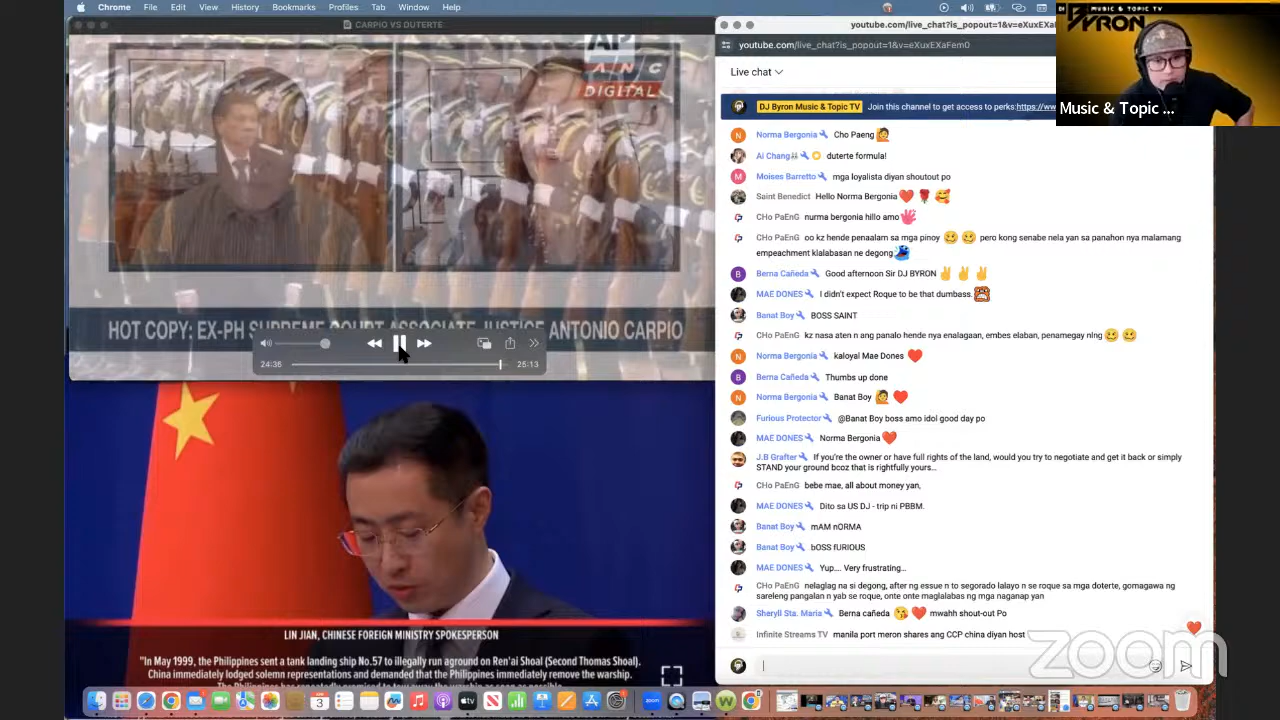 Chrome File Edit View History Bookmarks Profiles Tab Window Help
CARPIO VS DUTERTE
youtube.com/live_chat?is_popout=1&v=eXuxEXaFem0
Live chat
DJ Byron Music & Topic TV Join this channel to get access to perks:https://ww
Norma Bergonia Cho Paeng
Ai Chang duterte formula!
Moises Barretto mga loyalista diyan shoutout po
Saint Benedict Hello Norma Bergonia
CHo PaEnG nurma bergonia hillo amo
CHo PaEnG oo kz hende penaalam sa mga pinoy pero kong senabe nela yan sa panahon nya malamang
empeachment klalabasan ne degong
Berna Cañeda Good afternoon Sir DJ BYRON
MAE DONES I didn't expect Roque to be that dumbass.
Banat Boy BOSS SAINT
CHo PaEnG kz nasa aten n ang panalo hende nya enalagaan, embes elaban, penamegay nlng
Norma Bergonia kaloyal Mae Dones
Berna Cañeda Thumbs up done
Norma Bergonia Banat Boy
Furious Protector @Banat Boy boss amo idol good day po
MAE DONES Norma Bergonia
J.B Grafter If you're the owner or have full rights of the land, would you try to negotiate and get it back or simply
STAND your ground bcoz that is rightfully yours...
CHo PaEnG bebe mae, all about money yan,
MAE DONES Dito sa US DJ - trip ni PBBM.
Banat Boy mAM nORMA
Banat Boy bOSS fURIOUS
MAE DONES Yup.... Very frustrating...
CHo PaEnG nelaglag na si degong, after ng essue n to segorado lalayo n se roque sa mga doterte, gomagawa ng
sareleng pangalan n yab se roque, onte onte maglalabas ng mga naganap yan
Sheryll Sta. Maria Berna cañeda mwahh shout-out Po
Infinite Streams TV manila port meron shares ang CCP china diyan host
MUSIC & TOPIC TV
BYRON
Music & Topic ...
ANC
DIGITAL
HOT COPY: EX-PH SUPREME COURT ASSOCIATE JUSTICE ANTONIO CARPIO
24:36
25:13
LIN JIAN, CHINESE FOREIGN MINISTRY SPOKESPERSON
"In May 1999, the Philippines sent a tank landing ship No.57 to illegally run aground on Ren'ai Shoal (Second Thomas Shoal).
China immediately lodged solemn representations and demanded that the Philippines immediately remove the warship.
zoom